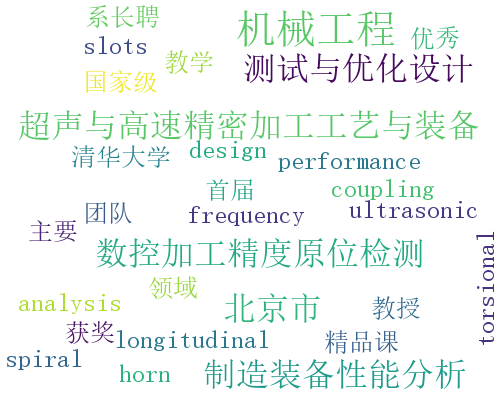 系长聘
机械工程
优秀
slots
教学
测试与优化设计
国家级
超声与高速精密加工工艺与装备
清华大学
design
performance
首届
coupling
团队
frequency
ultrasonic
主要
torsional
数控加工精度原位检测
领域
analysis
北京市
教授
获奖
longitudinal
精品课
spiral
horn
制造装备性能分析